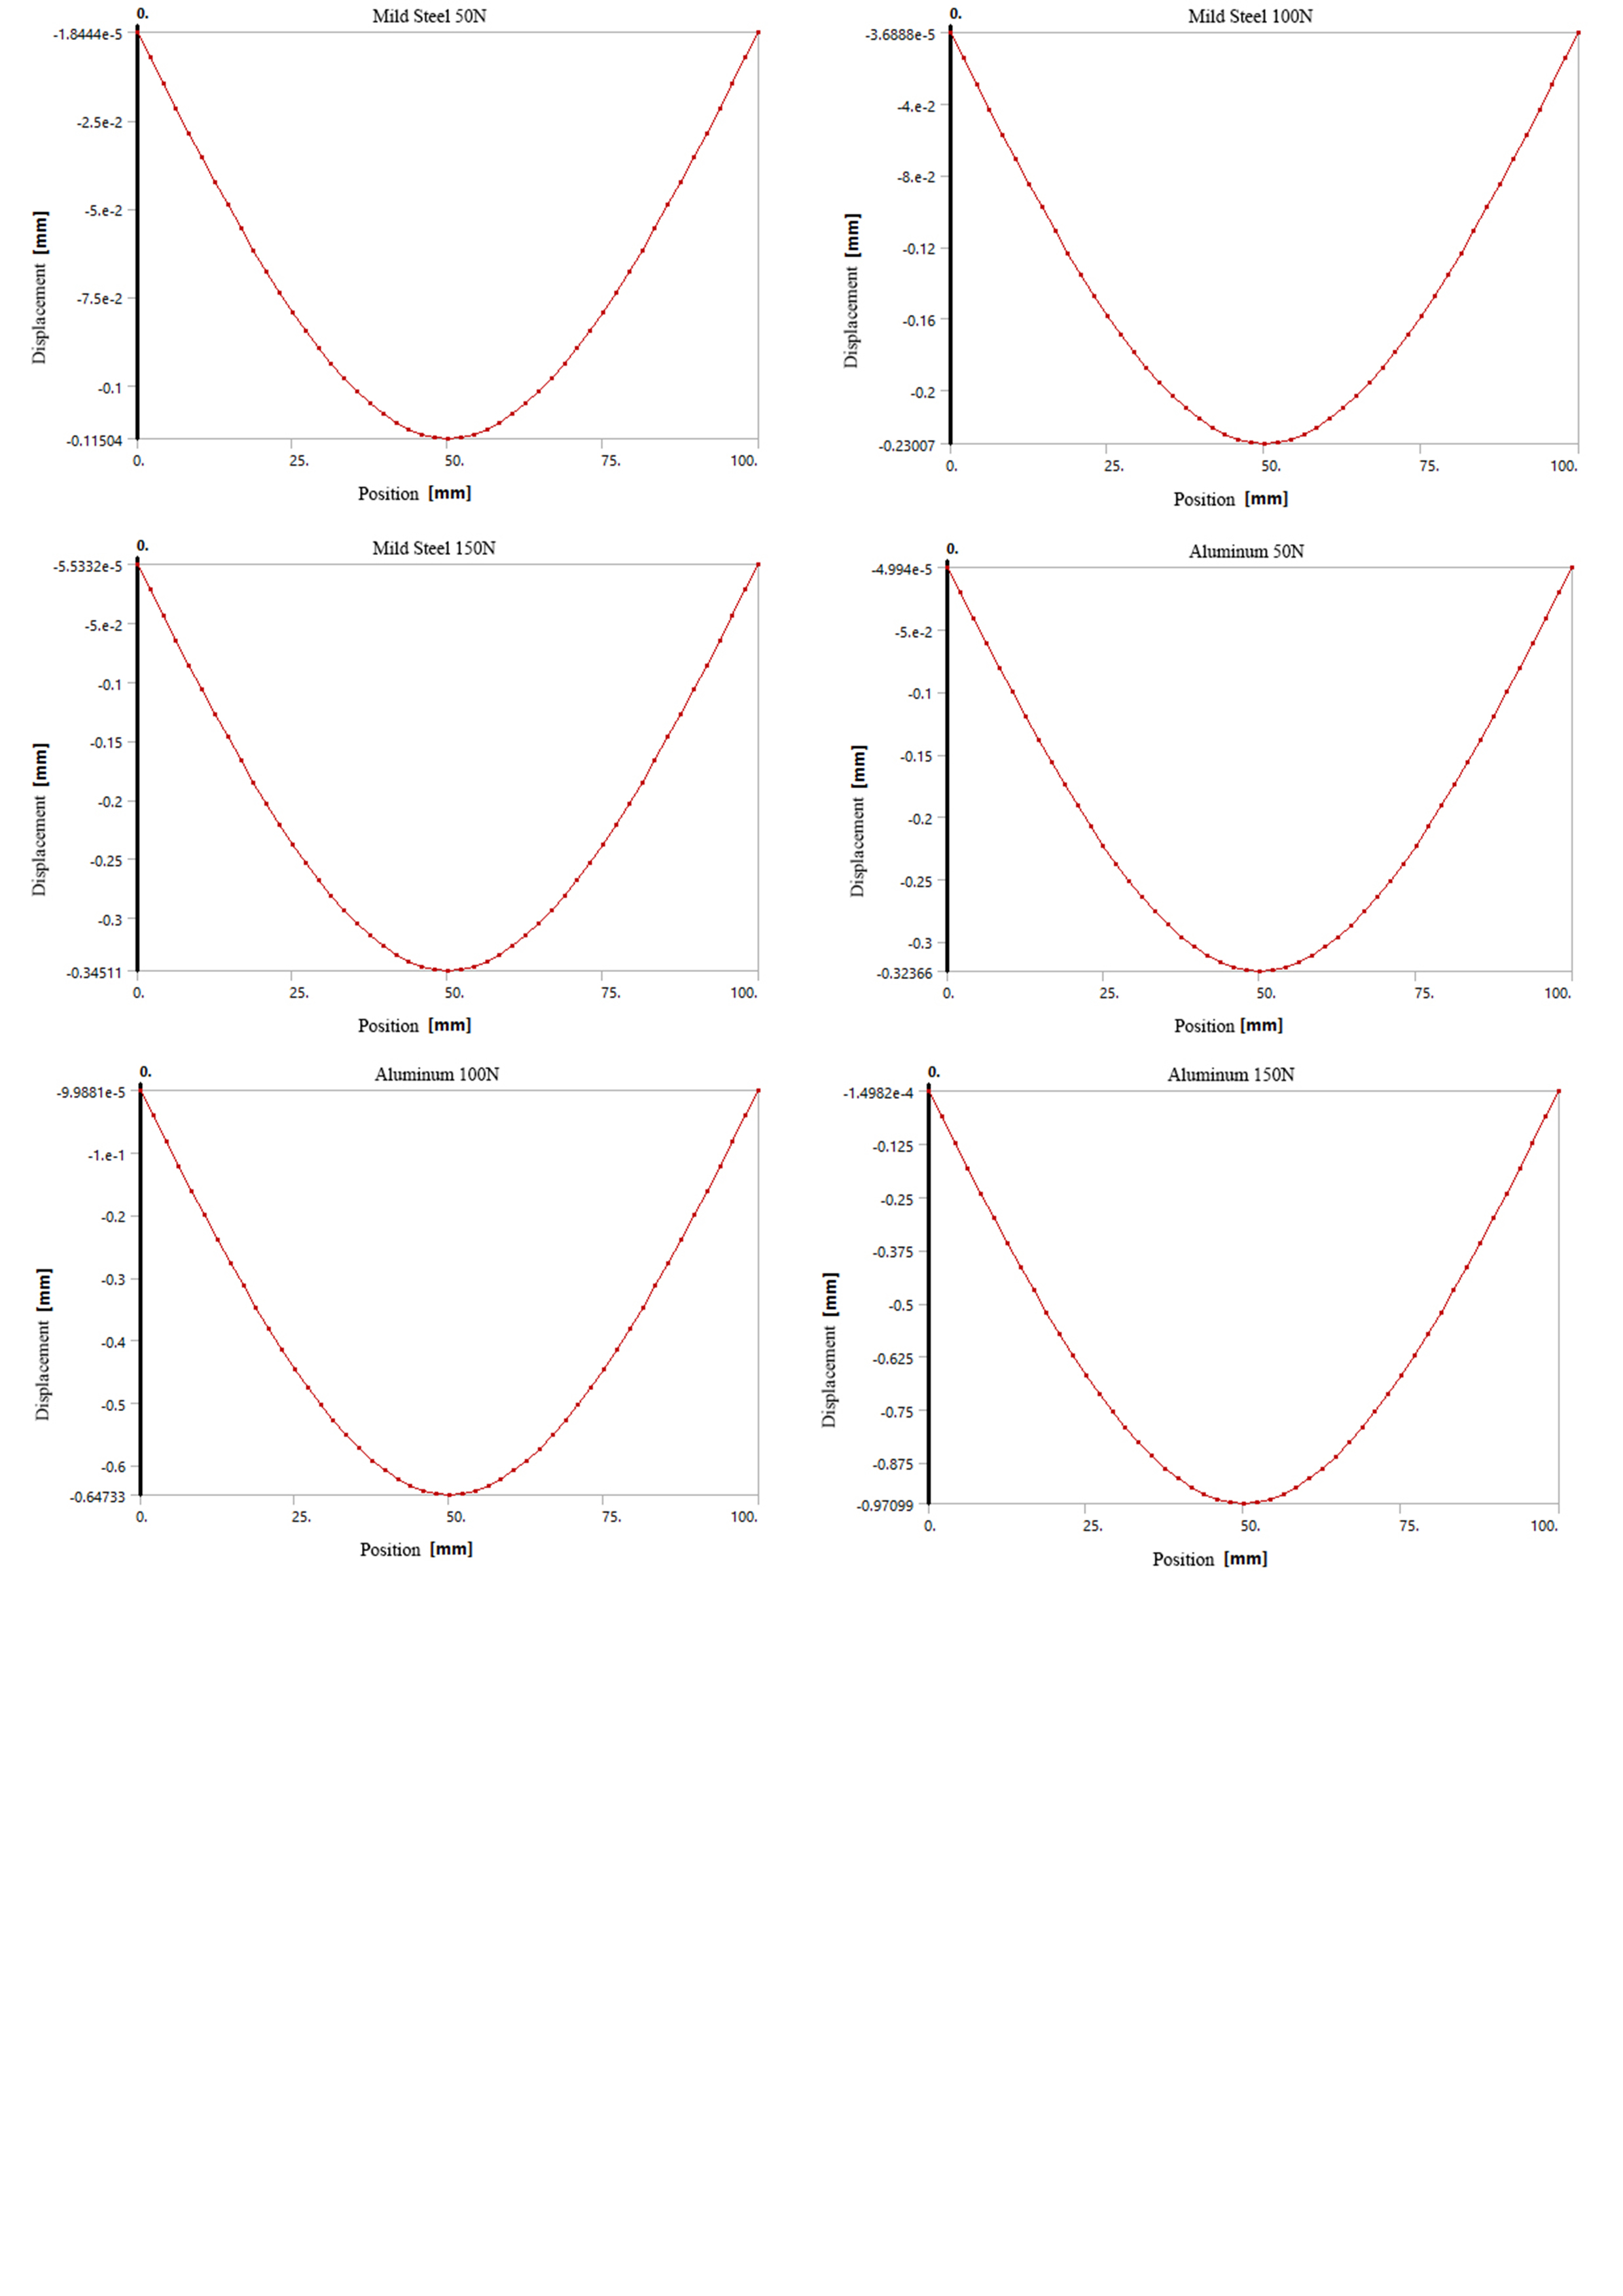 0.
Mild Steel 50N
-1.8444e-5
-2.5e-2
-5.e-2
-7.5e-2
-0.1
-0.11504
Displacement [mm]
0. 25. 50. 75. 100.
Position [mm]
0.
Mild Steel 100N
-3.6888e-5
-4.e-2
-8.e-2
-0.12
-0.16
-0.2
-0.23007
Displacement [mm]
0. 25. 50. 75. 100.
Position [mm]
0.
Mild Steel 150N
-5.5332e-5
-5.e-2
-0.1
-0.15
-0.2
-0.25
-0.3
-0.34511
Displacement [mm]
0. 25. 50. 75. 100.
Position [mm]
0.
Aluminum 50N
-4.994e-5
-5.e-2
-0.1
-0.15
-0.2
-0.25
-0.3
-0.32366
Displacement [mm]
0. 25. 50. 75. 100.
Position [mm]
0.
Aluminum 100N
-9.9881e-5
-1.e-1
-0.2
-0.3
-0.4
-0.5
-0.6
-0.64733
Displacement [mm]
0. 25. 50. 75. 100.
Position [mm]
0.
Aluminum 150N
-1.4982e-4
-0.125
-0.25
-0.375
-0.5
-0.625
-0.75
-0.875
-0.97099
Displacement [mm]
0. 25. 50. 75. 100.
Position [mm]